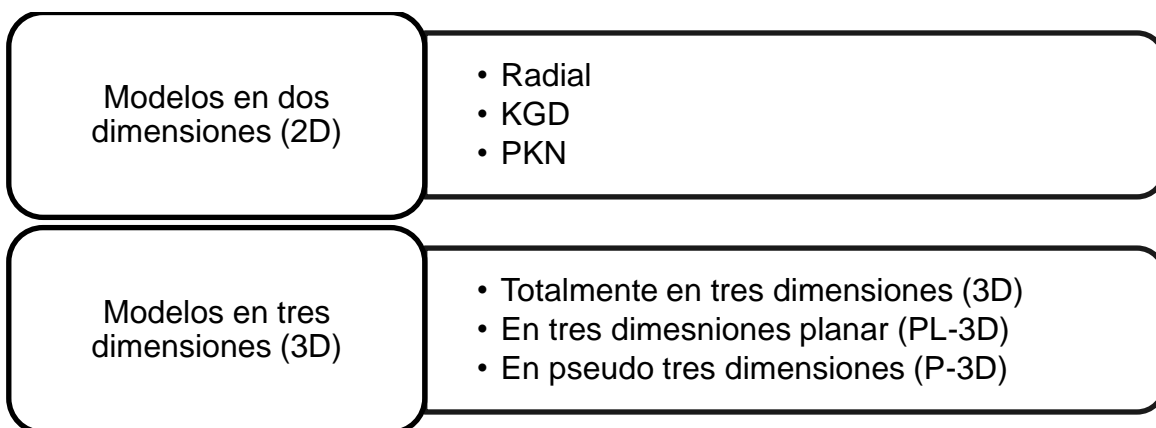 Modelos en dos
dimensiones (2D)
• Radial
• KGD
• PKN
Modelos en tres
dimensiones (3D)
• Totalmente en tres dimensiones (3D)
• En tres dimesniones planar (PL-3D)
• En pseudo tres dimensiones (P-3D)